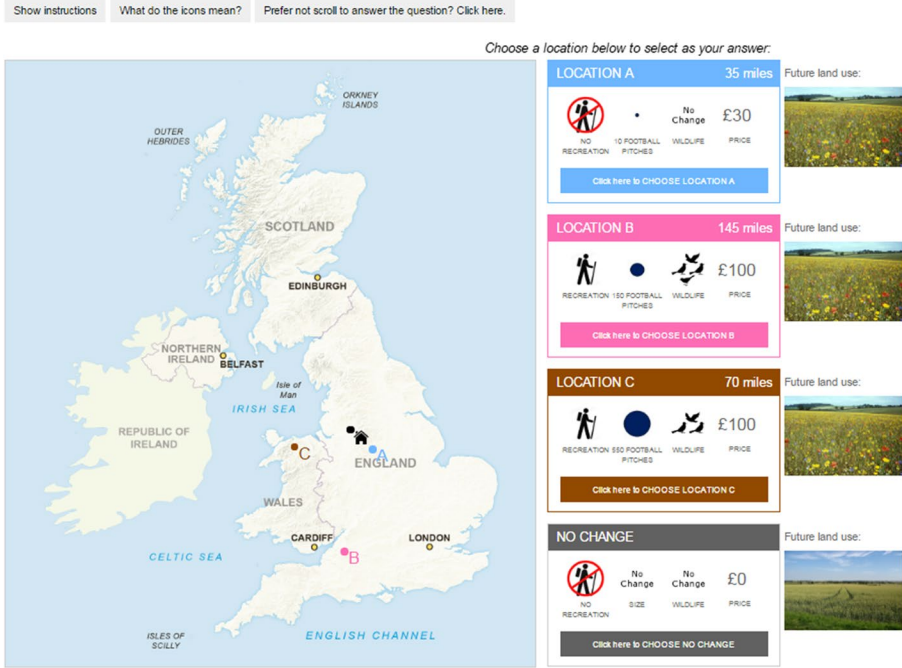 Show instructions
What do the icons mean?
Prefer not scroll to answer the question? Click here.
Choose a location below to select as your answer:
ORKNEY
ISLANDS
OUTER
HEBRIDES
SCOTLAND
EDINBURGH
NORTHERN
IRELAND
BELFAST
Isle of
Man
IRISH SEA
REPUBLIC OF
IRELAND
A
ENGLAND
C
WALES
CARDIFF
LONDON
B
CELTIC SEA
ISLES OF
SCILLY
ENGLISH CHANNEL
LOCATION A 35 miles
No
Change
£30
NO
RECREATION
10 FOOTBALL
PITCHES
WILDLIFE
PRICE
Click here to CHOOSE LOCATION A
Future land use:
LOCATION B 145 miles
£100
RECREATION
150 FOOTBALL
PITCHES
WILDLIFE
PRICE
Click here to CHOOSE LOCATION B
Future land use:
LOCATION C 70 miles
£100
RECREATION
550 FOOTBALL
PITCHES
WILDLIFE
PRICE
Click here to CHOOSE LOCATION C
Future land use:
NO CHANGE
No
Change
No
Change
£0
NO
RECREATION
SIZE
WILDLIFE
PRICE
Click here to CHOOSE NO CHANGE
Future land use: